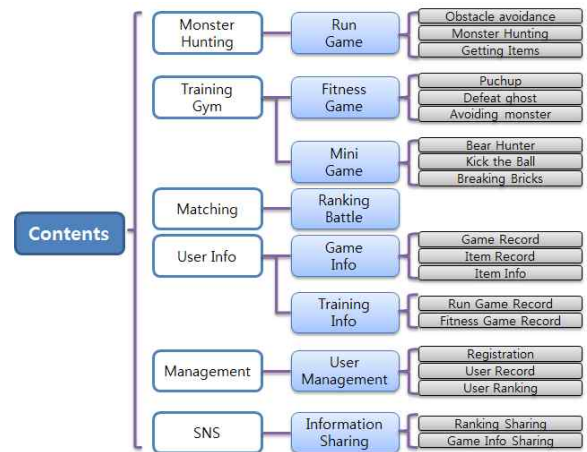 Contents
Monster
Hunting
Run
Game
Obstacle avoidance
Monster Hunting
Getting Items
Training
Gym
Fitness
Game
Puchup
Defeat ghost
Avoiding monster
Mini
Game
Bear Hunter
Kick the Ball
Breaking Bricks
Matching
Ranking
Battle
User Info
Game
Info
Game Record
Item Record
Item Info
Training
Info
Run Game Record
Fitness Game Record
Management
User
Management
Registration
User Record
User Ranking
SNS
Information
Sharing
Ranking Sharing
Game Info Sharing